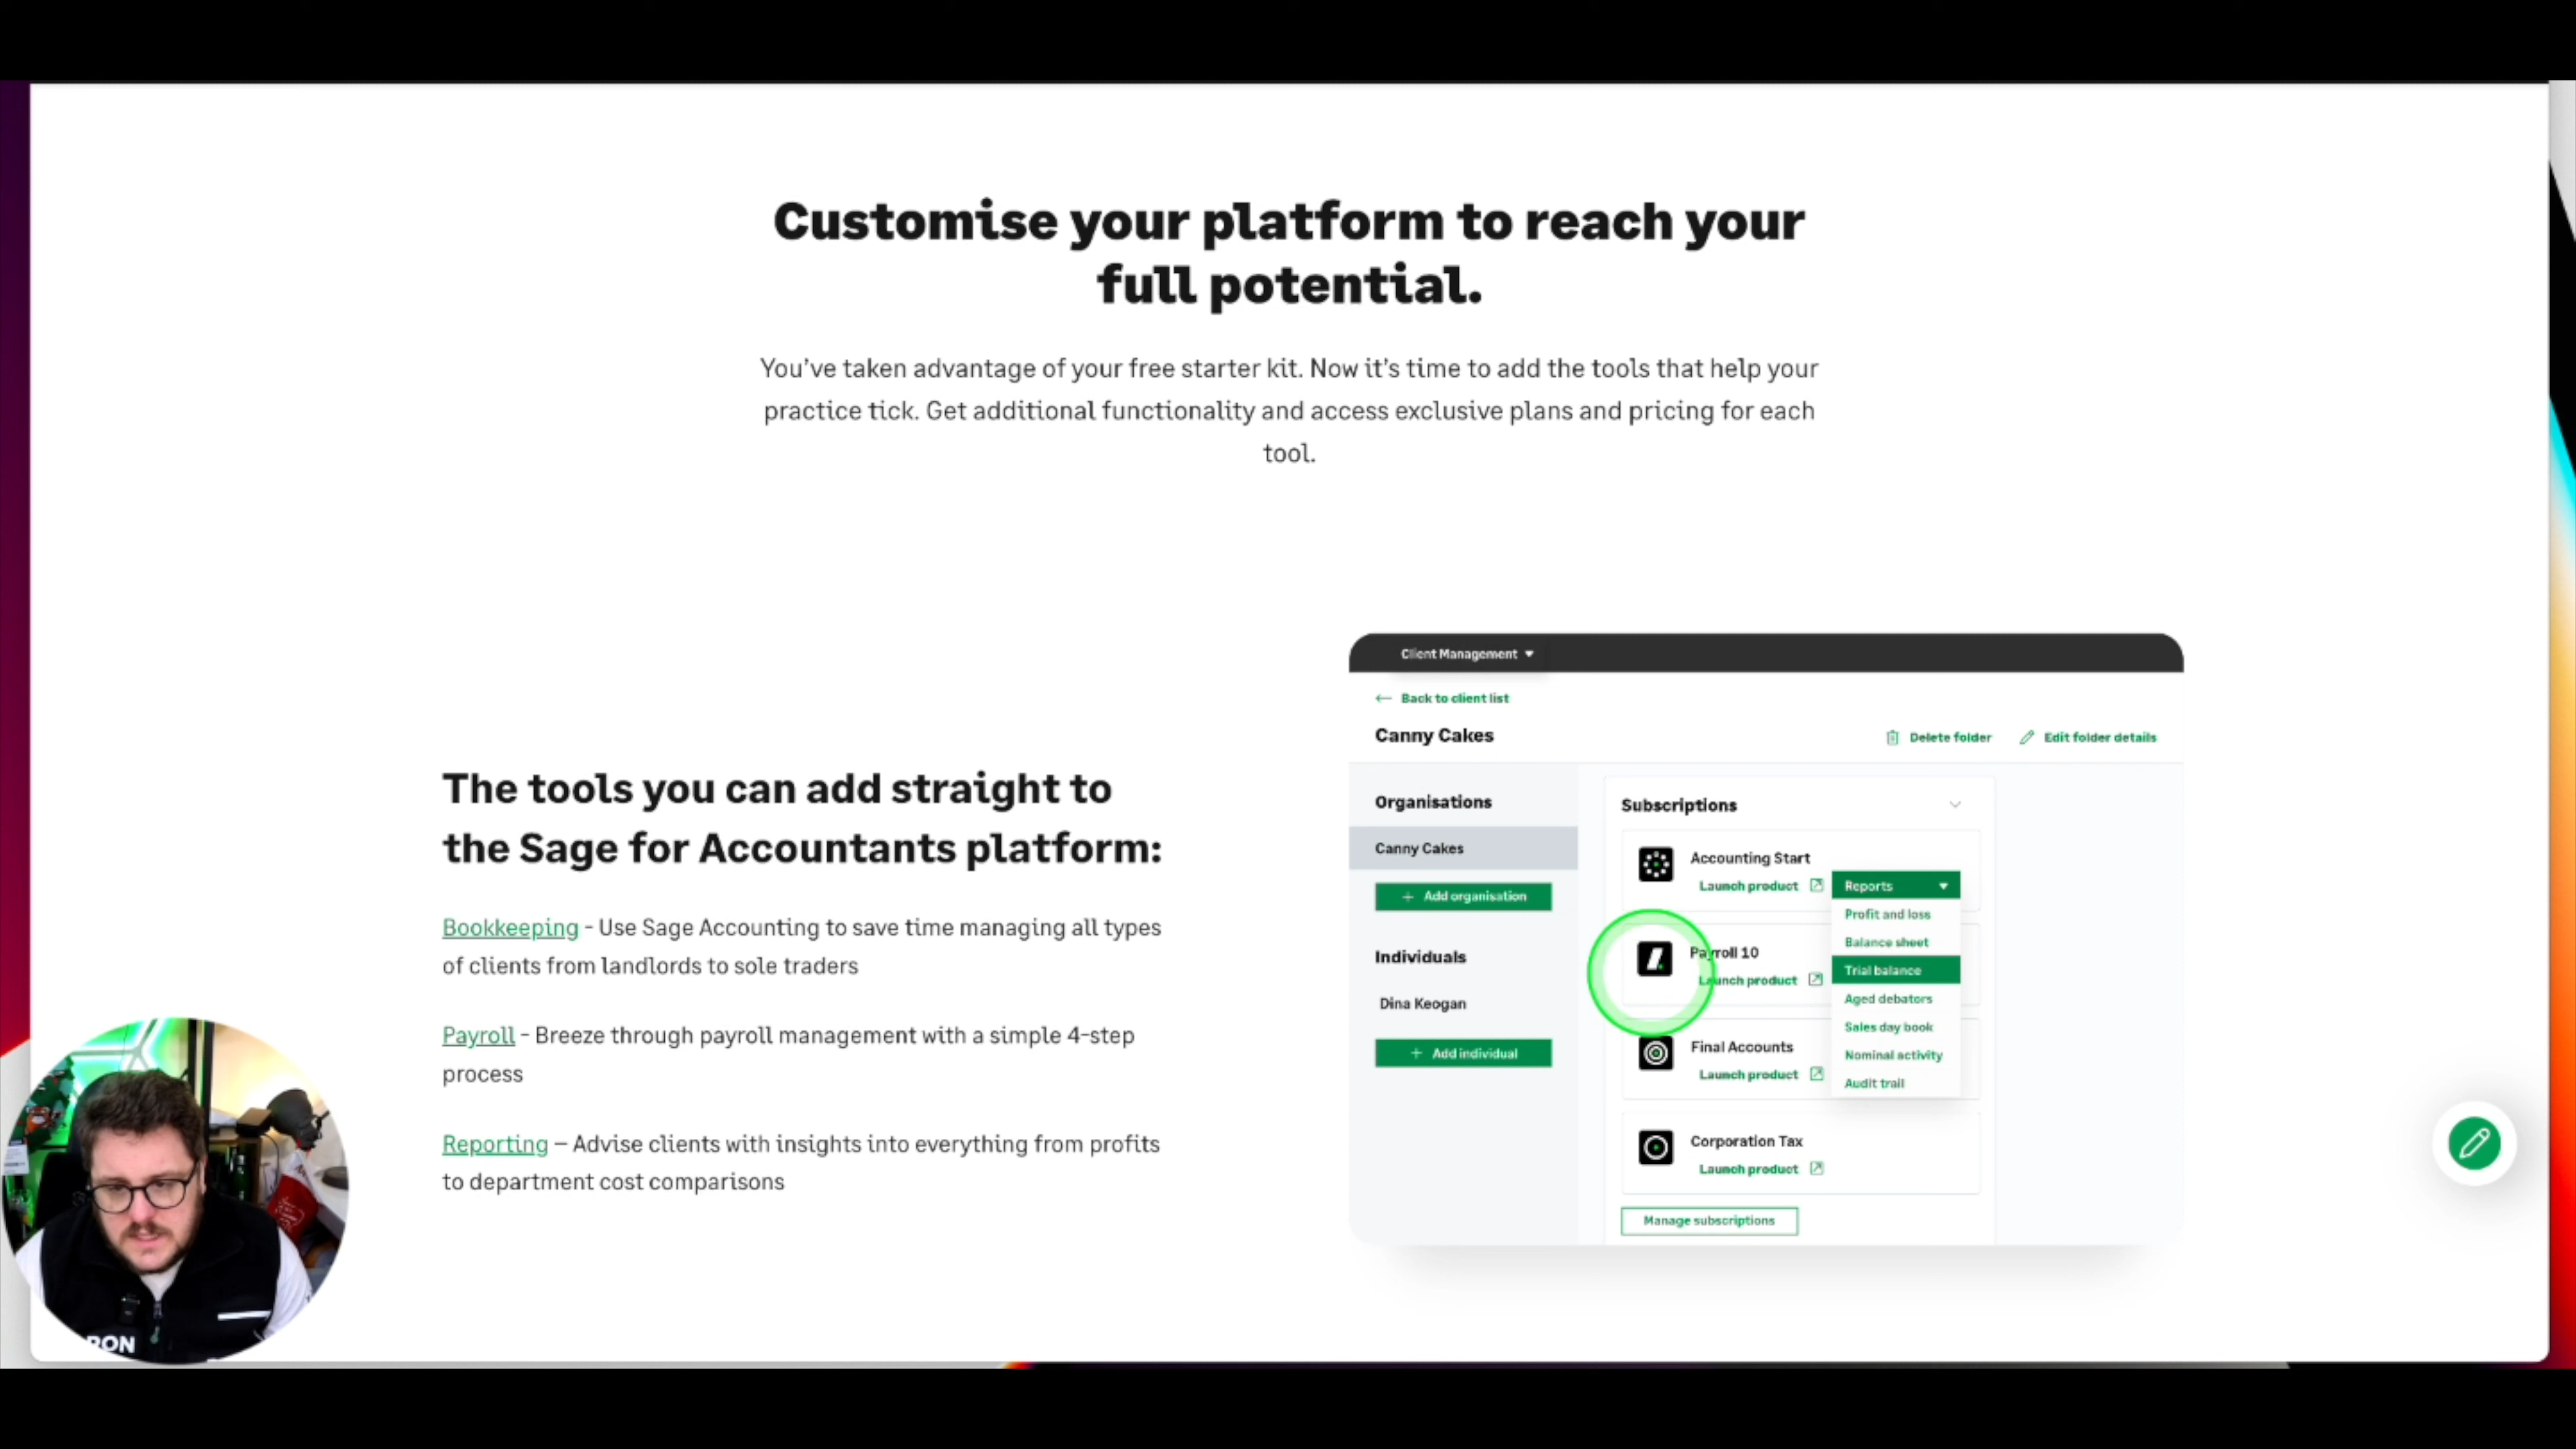 Customise your platform to reach your
full potential.
You've taken advantage of your free starter kit. Now it's time to add the tools that help your
practice tick. Get additional functionality and access exclusive plans and pricing for each
tool.
The tools you can add straight to
the Sage for Accountants platform:
Bookkeeping - Use Sage Accounting to save time managing all types
of clients from landlords to sole traders
Payroll - Breeze through payroll management with a simple 4-step
process
Reporting – Advise clients with insights into everything from profits
to department cost comparisons
Client Management
Back to client list
Canny Cakes
Delete folder
Edit folder details
Organisations
Canny Cakes
+ Add organisation
Individuals
Dina Keogan
+ Add individual
Subscriptions
Accounting Start
Launch product
Reports
Profit and loss
Balance sheet
Trial balance
Aged debators
Sales day book
Nominal activity
Audit trail
Payroll 10
Launch product
Final Accounts
Launch product
Corporation Tax
Launch product
Manage subscriptions
RON